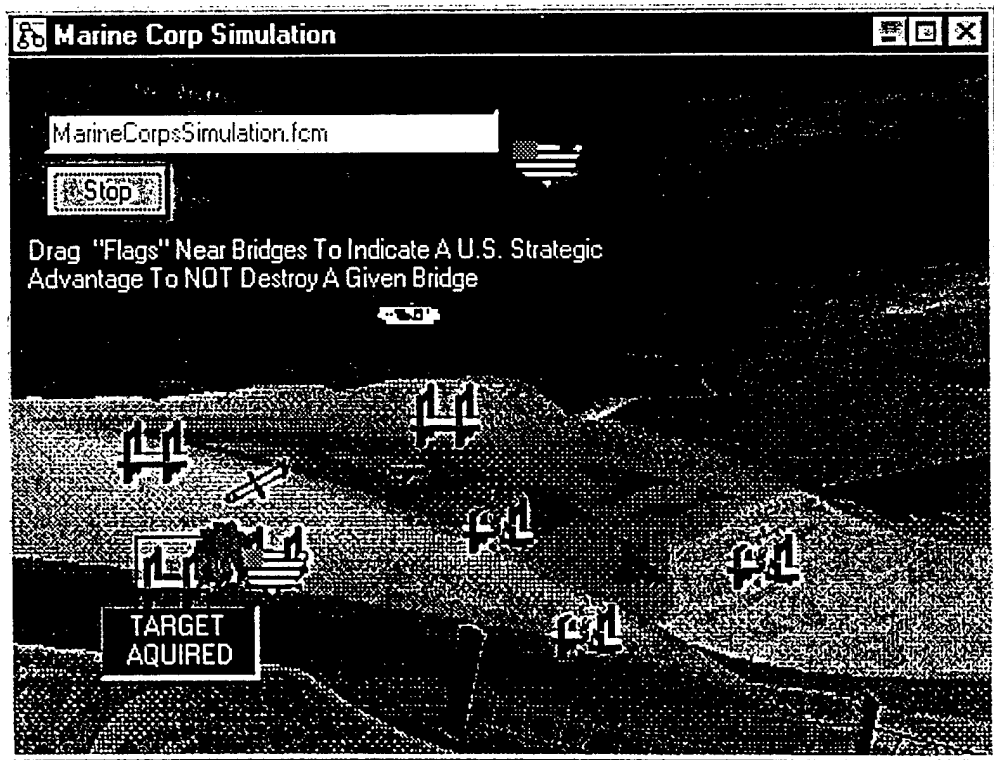 Marine Corp Simulation
MarineCorpsSimulation.fcm
Stop
Drag "Flags" Near Bridges To Indicate A U.S. Strategic
Advantage To NOT Destroy A Given Bridge
TARGET
AQUIRED